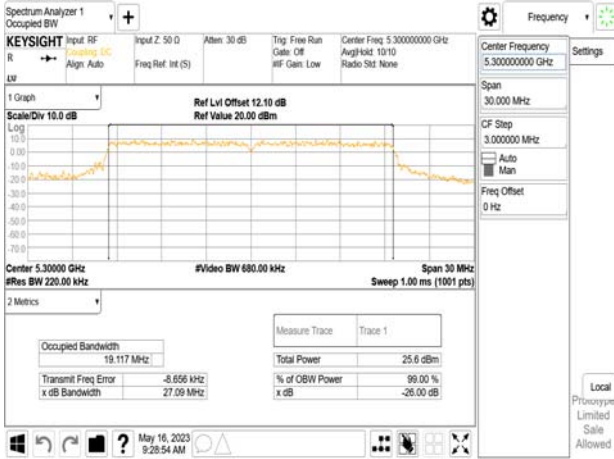 Spectrum Analyzer 1
Occupied BW
KEYSIGHT
R
Input: RF
Coupling: DC
Align: Auto
Input Z: 50 Ω
Freq Ref: Int (S)
Atten: 30 dB
Trig: Free Run
Gate: Off
#IF Gain: Low
Center Freq: 5.300000000 GHz
Avg|Hold: 10/10
Radio Std: None
1 Graph
Scale/Div 10.0 dB
Ref Lvl Offset 12.10 dB
Ref Value 20.00 dBm
Log
10.0
0.00
-10.0
-20.0
-30.0
-40.0
-50.0
-60.0
-70.0
Center 5.30000 GHz
#Res BW 220.00 kHz
#Video BW 680.00 kHz
Span 30 MHz
Sweep 1.00 ms (1001 pts)
2 Metrics
Measure Trace Trace 1
Occupied Bandwidth
19.117 MHz
Total Power 25.6 dBm
Transmit Freq Error -8.656 kHz
% of OBW Power 99.00 %
x dB Bandwidth 27.09 MHz
x dB -26.00 dB
May 16, 2023
9:28:54 AM
Frequency
Center Frequency
5.300000000 GHz
Settings
Span
30.000 MHz
CF Step
3.000000 MHz
Auto
Man
Freq Offset
0 Hz
Local
Prototype
Limited
Sale
Allowed